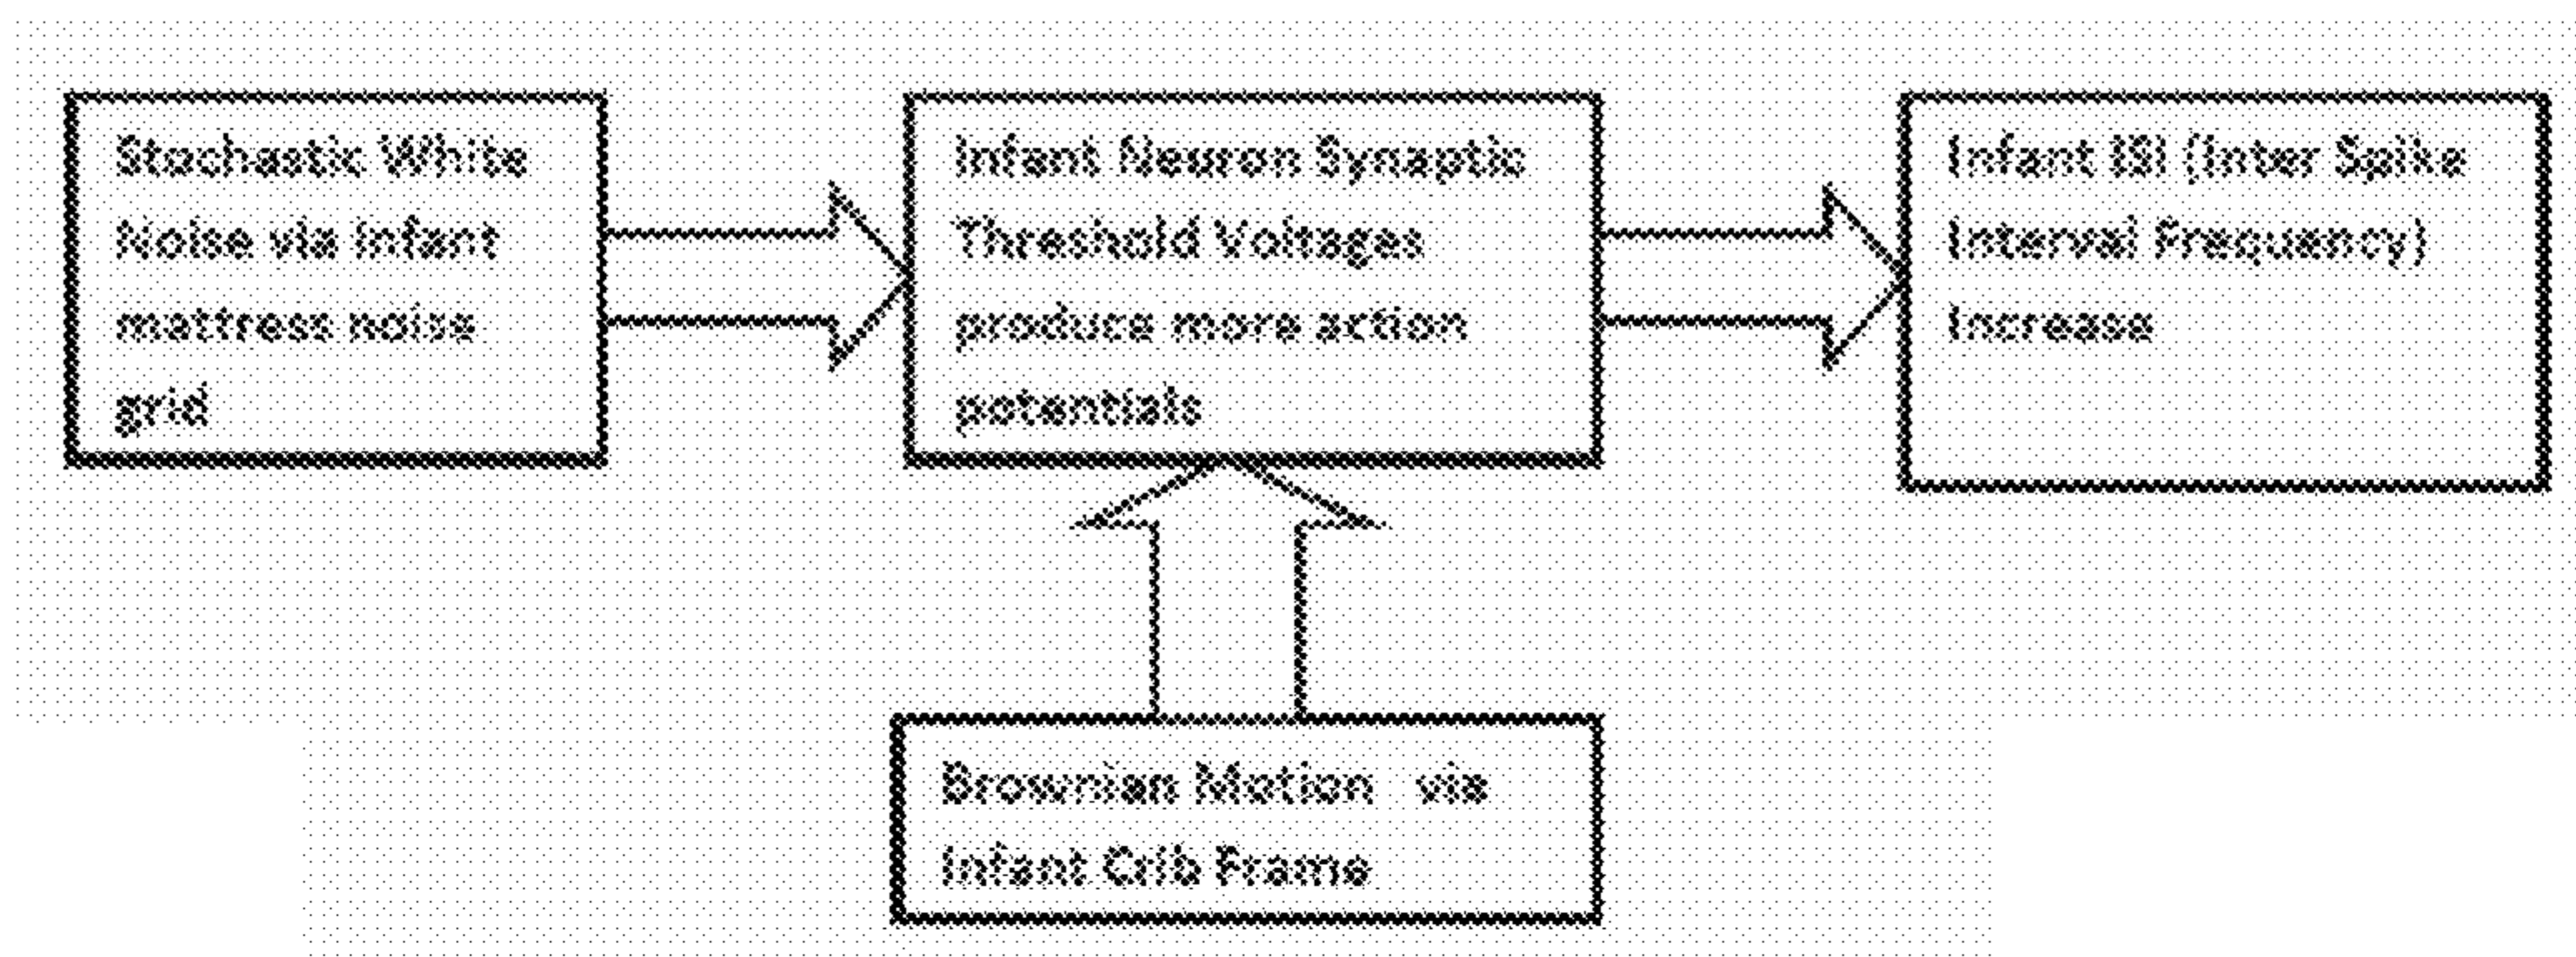 Stochastic White
Noise via infant
mattress noise
grid
Infant Neuron Synaptic
Threshold Voltages
produce more action
potentials
Infant ISI (Inter Spike
Interval Frequency)
Increase
Brownian Motion via
Infant Crib Frame